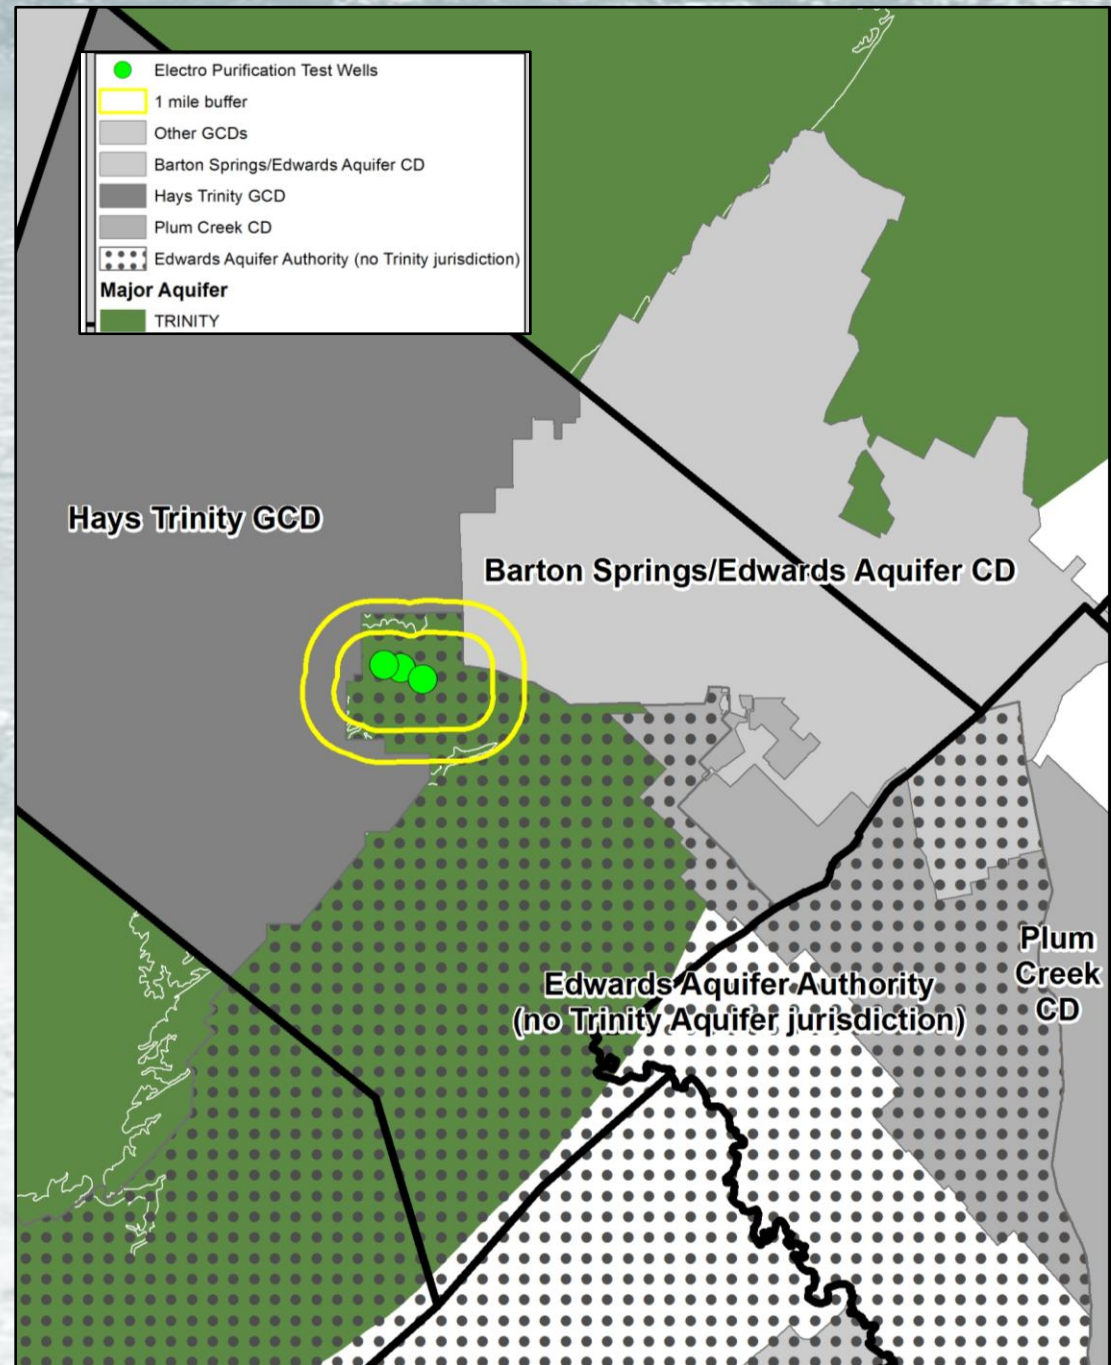 Electro Purification Test Wells
1 mile buffer
Other GCDs
Barton Springs/Edwards Aquifer CD
Hays Trinity GCD
Plum Creek CD
Edwards Aquifer Authority (no Trinity jurisdiction)
Major Aquifer
TRINITY
Hays Trinity GCD
Barton Springs/Edwards Aquifer CD
Plum
Creek
CD
Edwards Aquifer Authority
(no Trinity Aquifer jurisdiction)